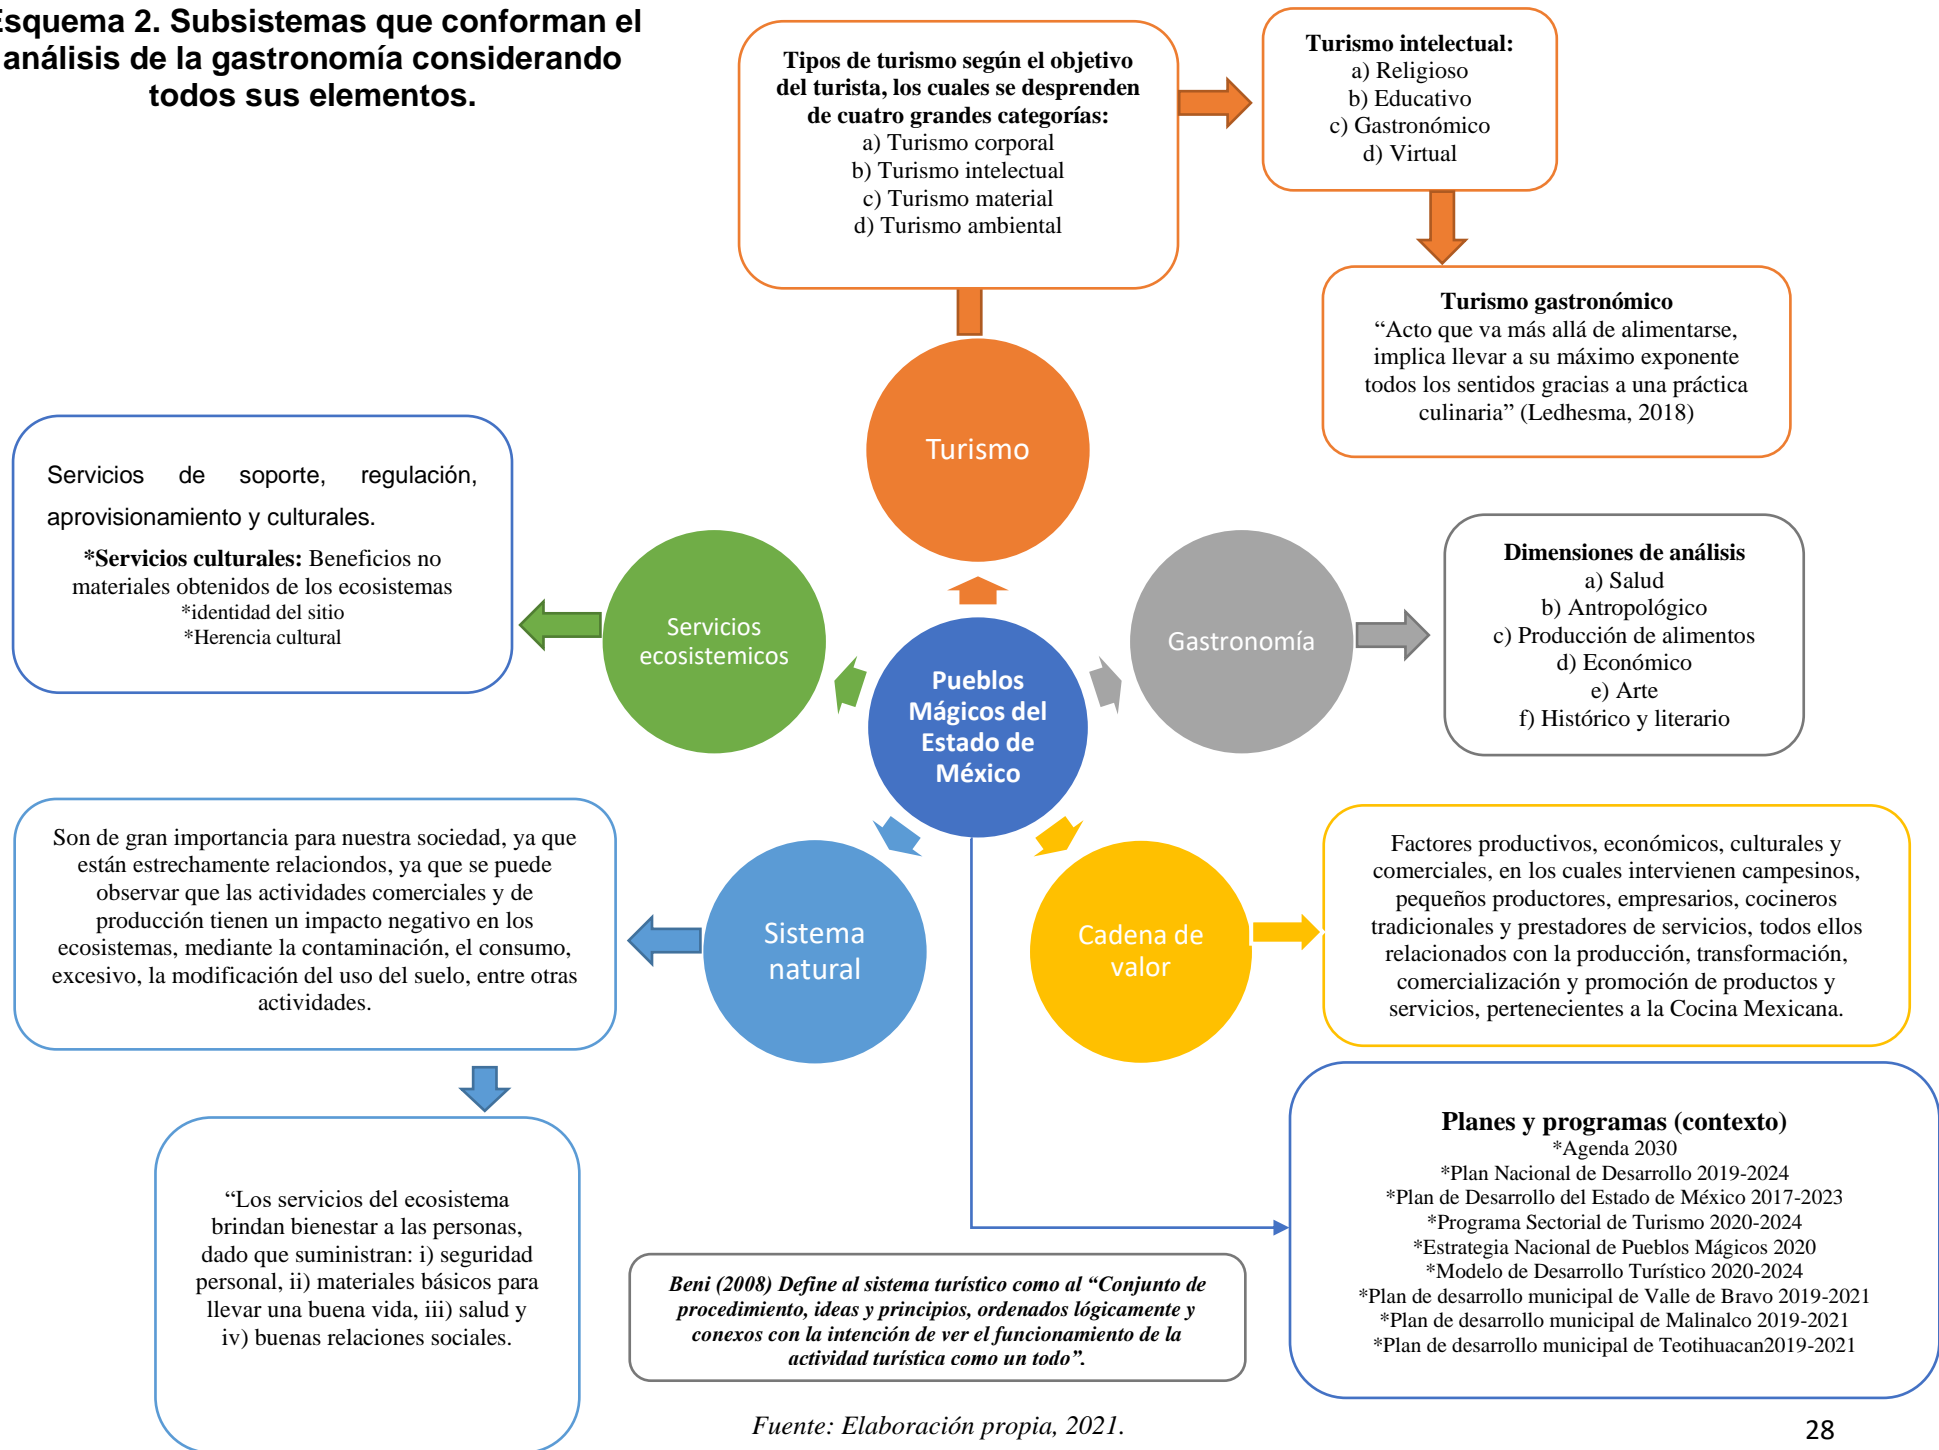 Esquema 2. Subsistemas que conforman el
análisis de la gastronomía considerando
todos sus elementos.
Tipos de turismo según el objetivo
del turista, los cuales se desprenden
de cuatro grandes categorías:
a) Turismo corporal
b) Turismo intelectual
c) Turismo material
d) Turismo ambiental
Turismo intelectual:
a) Religioso
b) Educativo
c) Gastronómico
d) Virtual
Turismo gastronómico
“Acto que va más allá de alimentarse,
implica llevar a su máximo exponente
todos los sentidos gracias a una práctica
culinaria” (Ledhesma, 2018)
Turismo
Servicios de soporte, regulación,
aprovisionamiento y culturales.
*Servicios culturales: Beneficios no
materiales obtenidos de los ecosistemas
*identidad del sitio
*Herencia cultural
Servicios
ecosistemicos
Gastronomía
Dimensiones de análisis
a) Salud
b) Antropológico
c) Producción de alimentos
d) Económico
e) Arte
f) Histórico y literario
Pueblos
Mágicos del
Estado de
México
Son de gran importancia para nuestra sociedad, ya que
están estrechamente relaciondos, ya que se puede
observar que las actividades comerciales y de
producción tienen un impacto negativo en los
ecosistemas, mediante la contaminación, el consumo,
excesivo, la modificación del uso del suelo, entre otras
actividades.
Sistema
natural
Cadena de
valor
Factores productivos, económicos, culturales y
comerciales, en los cuales intervienen campesinos,
pequeños productores, empresarios, cocineros
tradicionales y prestadores de servicios, todos ellos
relacionados con la producción, transformación,
comercialización y promoción de productos y
servicios, pertenecientes a la Cocina Mexicana.
“Los servicios del ecosistema
brindan bienestar a las personas,
dado que suministran: i) seguridad
personal, ii) materiales básicos para
llevar una buena vida, iii) salud y
iv) buenas relaciones sociales.
Beni (2008) Define al sistema turístico como al “Conjunto de
procedimiento, ideas y principios, ordenados lógicamente y
conexos con la intención de ver el funcionamiento de la
actividad turística como un todo”.
Planes y programas (contexto)
*Agenda 2030
*Plan Nacional de Desarrollo 2019-2024
*Plan de Desarrollo del Estado de México 2017-2023
*Programa Sectorial de Turismo 2020-2024
*Estrategia Nacional de Pueblos Mágicos 2020
*Modelo de Desarrollo Turístico 2020-2024
*Plan de desarrollo municipal de Valle de Bravo 2019-2021
*Plan de desarrollo municipal de Malinalco 2019-2021
*Plan de desarrollo municipal de Teotihuacan2019-2021
Fuente: Elaboración propia, 2021.
28